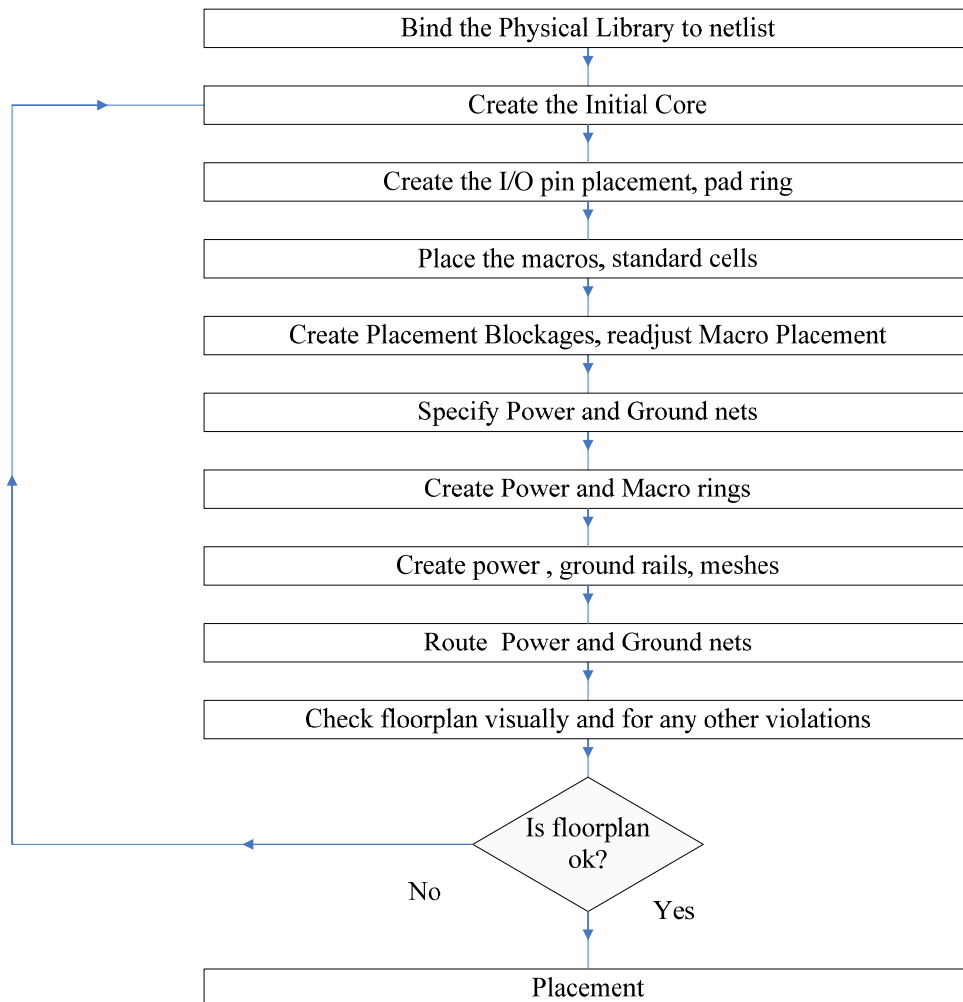 Bind the Physical Library to netlist
Create the Initial Core
Create the I/O pin placement, pad ring
Place the macros, standard cells
Create Placement Blockages, readjust Macro Placement
Specify Power and Ground nets
Create Power and Macro rings
Create power , ground rails, meshes
Route Power and Ground nets
Check floorplan visually and for any other violations
Is floorplan
ok?
No
Yes
Placement